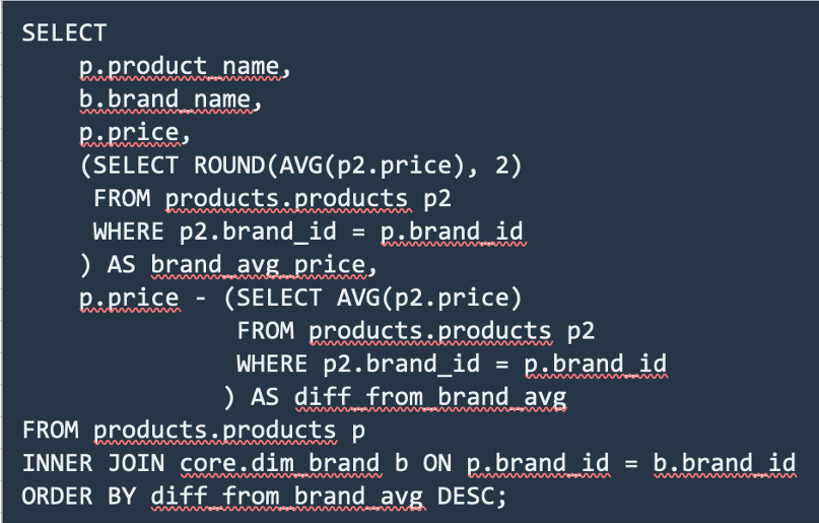 SELECT
p.product_name,
b.brand_name,
p.price,
(SELECT ROUND(AVG(p2.price), 2)
FROM products.products p2
WHERE p2.brand_id = p.brand_id
) AS brand_avg_price,
p.price - (SELECT AVG(p2.price)
FROM products.products p2
WHERE p2.brand_id = p.brand_id
) AS diff_from_brand_avg
FROM products.products p
INNER JOIN core.dim_brand b ON p.brand_id = b.brand_id
ORDER BY diff_from_brand_avg DESC;